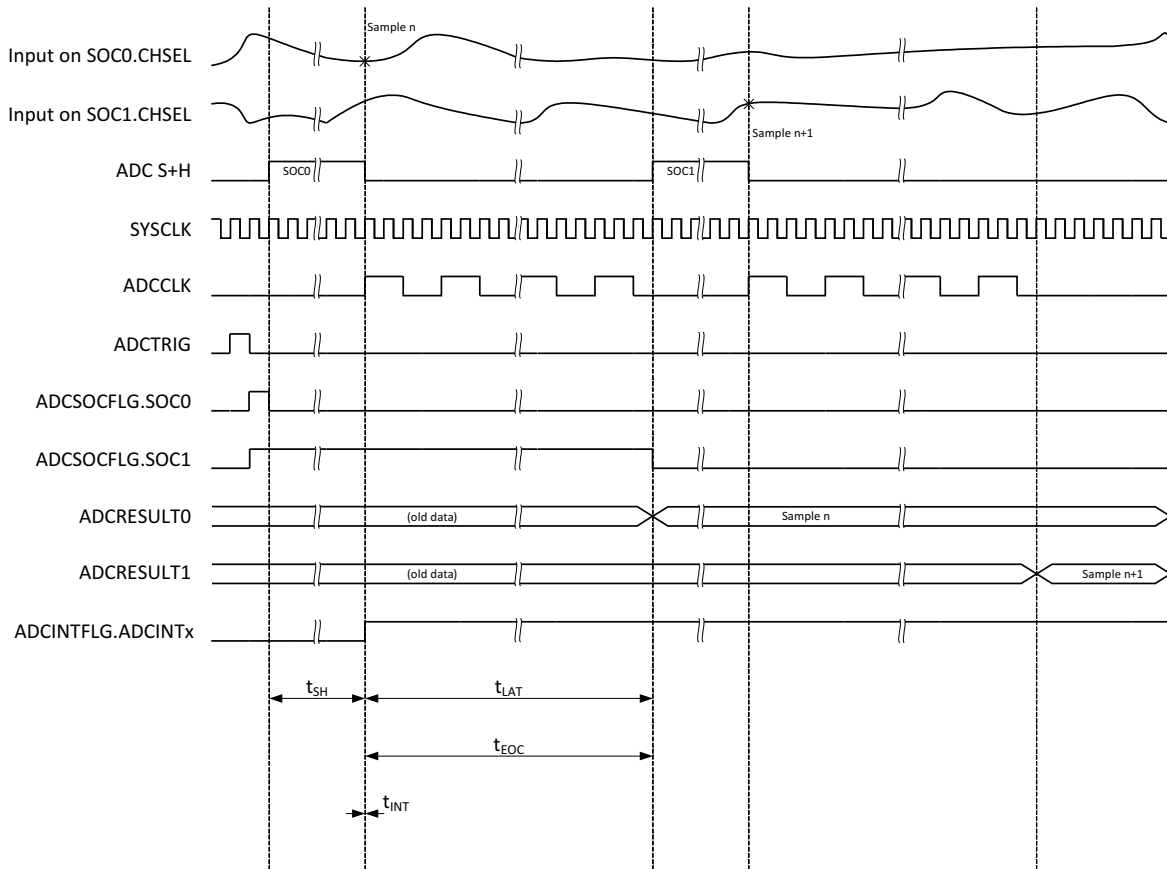 Sample n
Input on SOC0.CHSEL
Input on SOC1.CHSEL
Sample n+1
ADC S+H
SOC0
SOC1
SYSCLK
ADCCLK
ADCTRIG
ADCSOCFLG.SOC0
ADCSOCFLG.SOC1
ADCRESULT0
(old data)
Sample n
ADCRESULT1
(old data)
Sample n+1
ADCINTFLG.ADCINTx
tSH
tLAT
tEOC
tINT